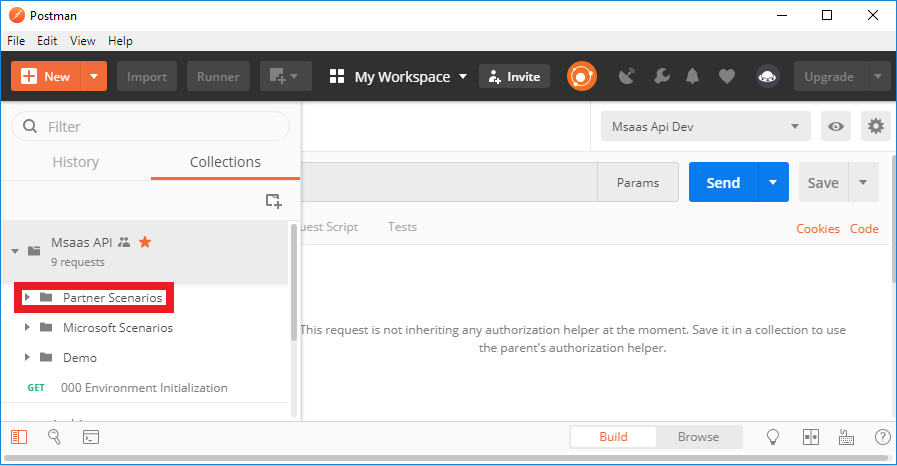 Postman
File Edit View Help
New Import Runner My Workspace Invite Upgrade
Filter
Msaas Api Dev
History Collections
Params Send Save
uest Script Tests
Cookies Code
Msaas API
9 requests
Partner Scenarios
Microsoft Scenarios
Demo
GET 000 Environment Initialization
This request is not inheriting any authorization helper at the moment. Save it in a collection to use
the parent's authorization helper.
Build Browse